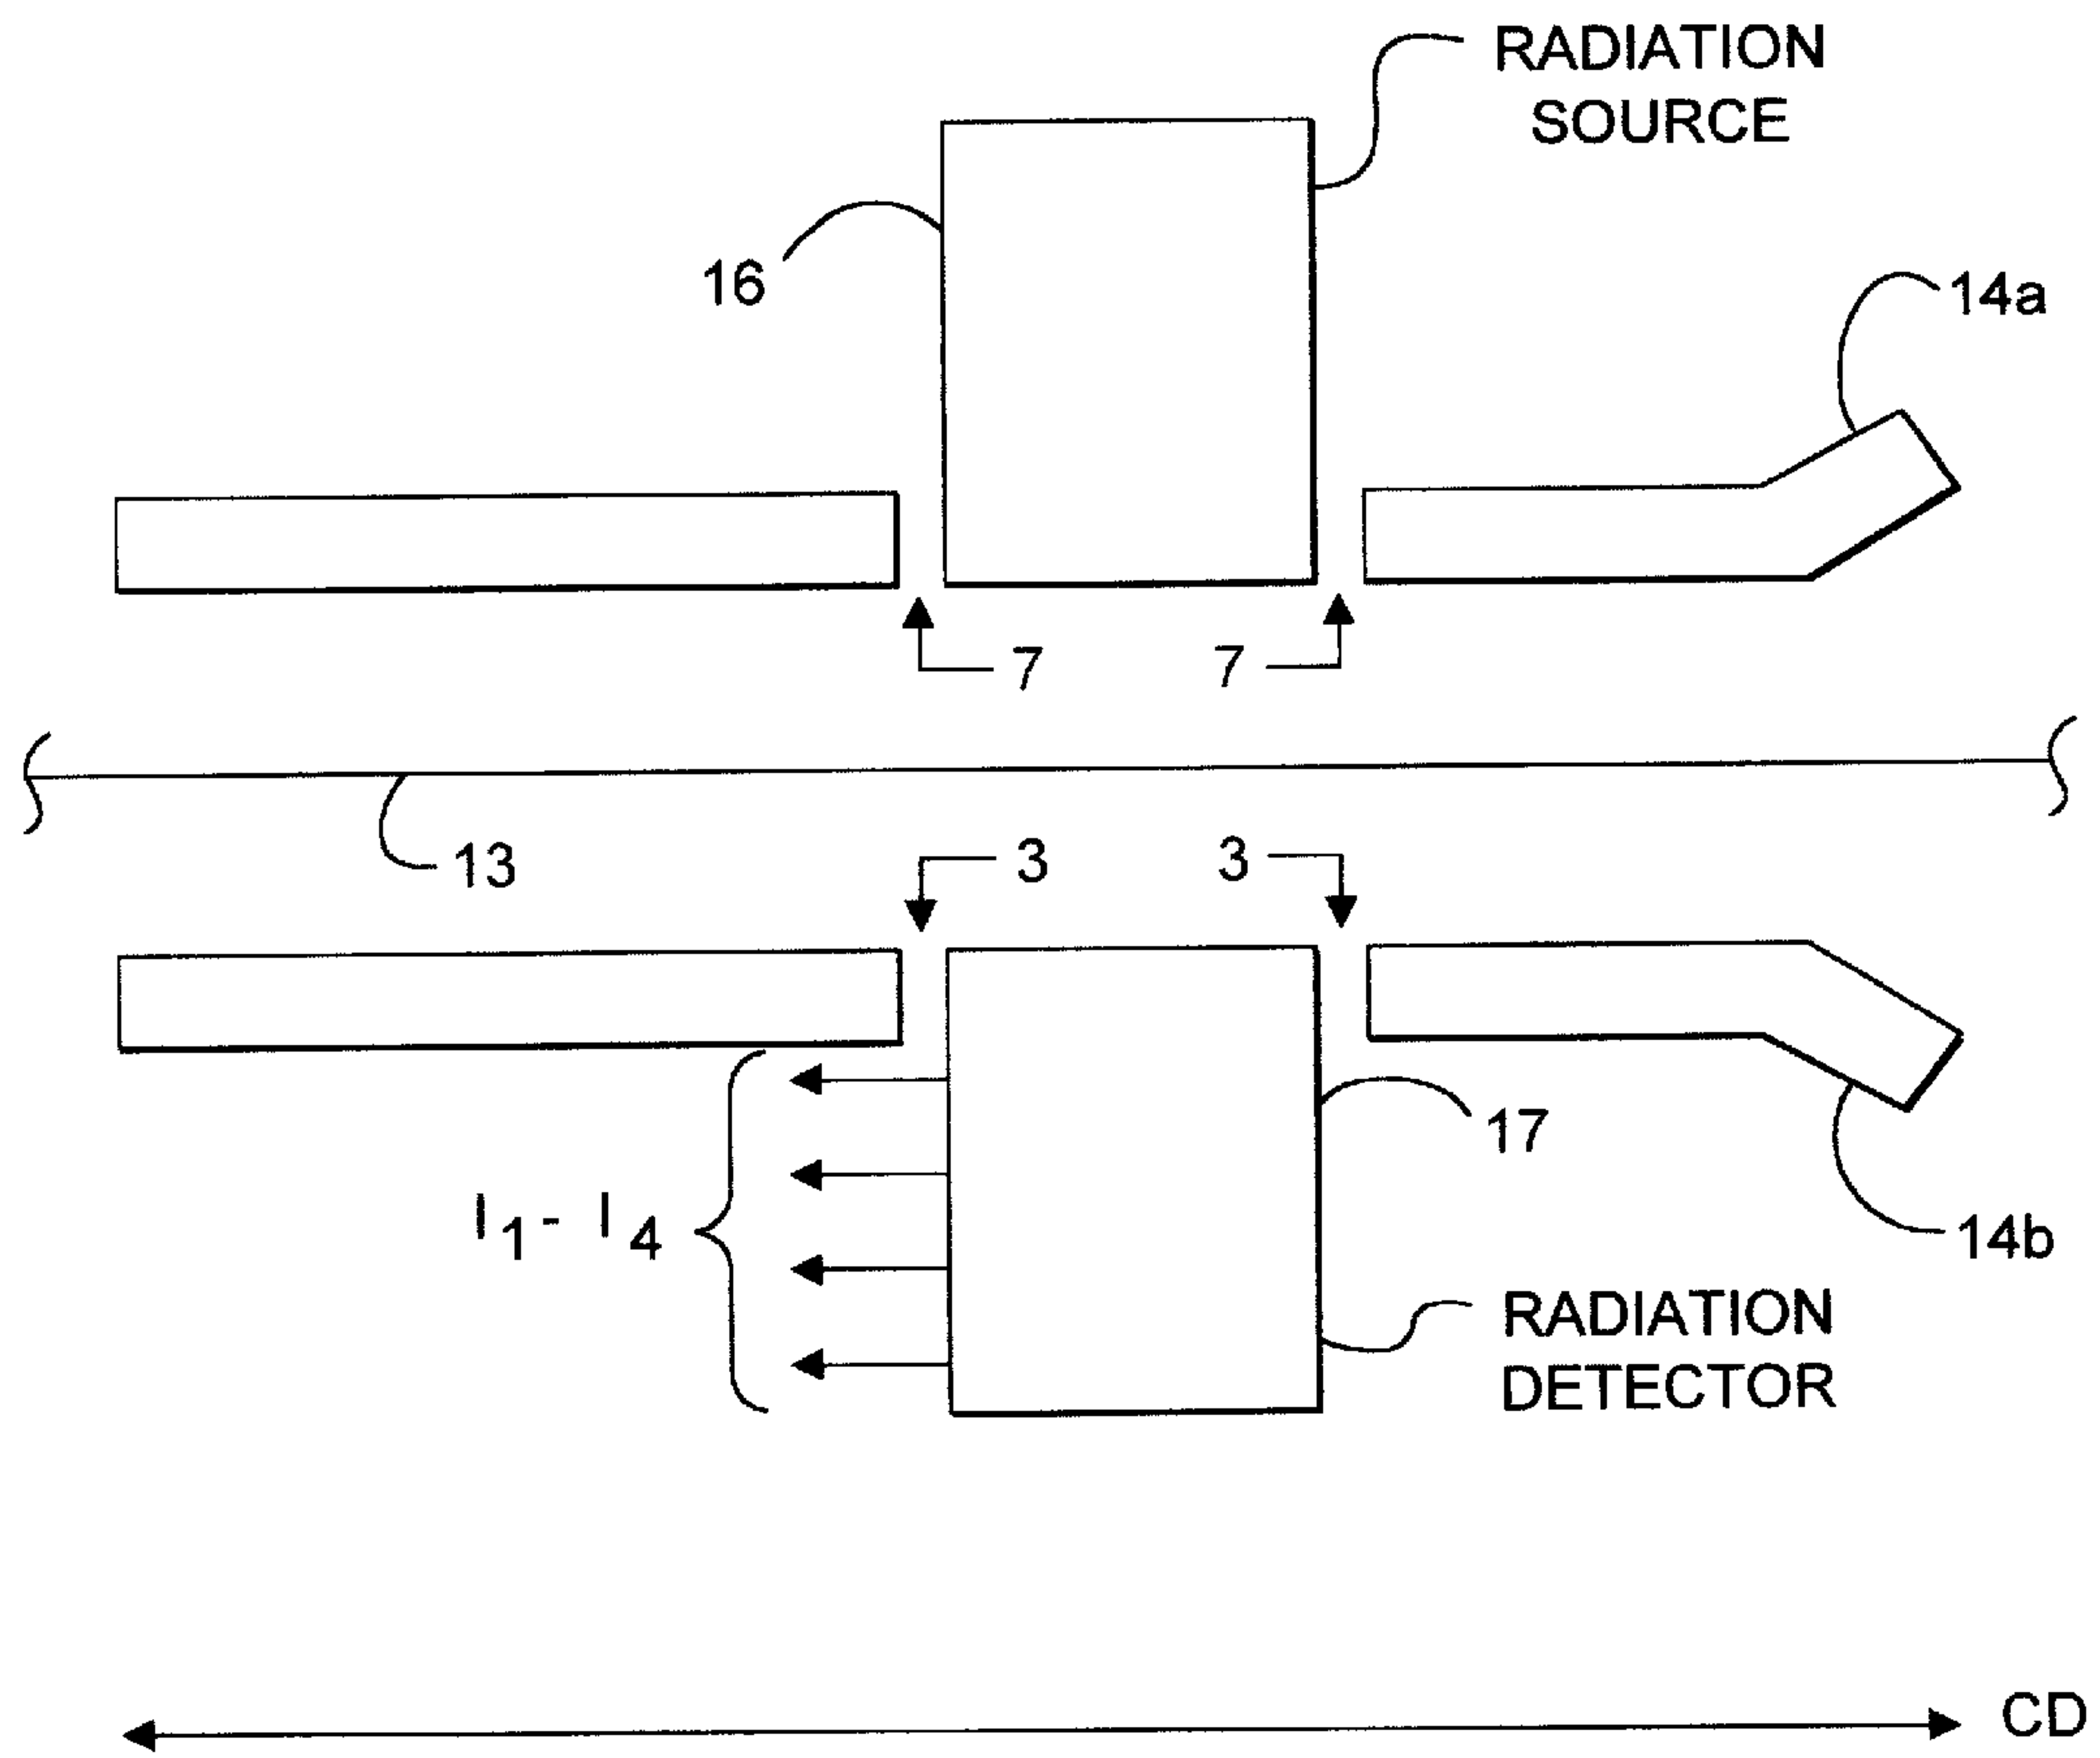 RADIATION
SOURCE
16
14a
7
7
13
3
3
17
I1 - I4
14b
RADIATION
DETECTOR
CD